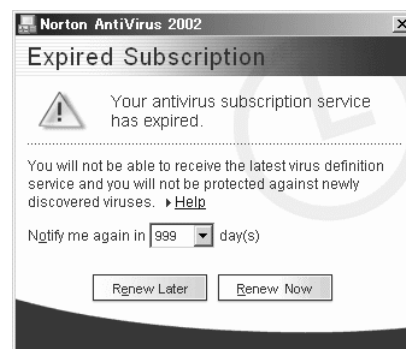 Norton AntiVirus 2002
Expired Subscription
Your antivirus subscription service
has expired.
You will not be able to receive the latest virus definition
service and you will not be protected against newly
discovered viruses. Help
Notify me again in 999 day(s)
Renew Later Renew Now